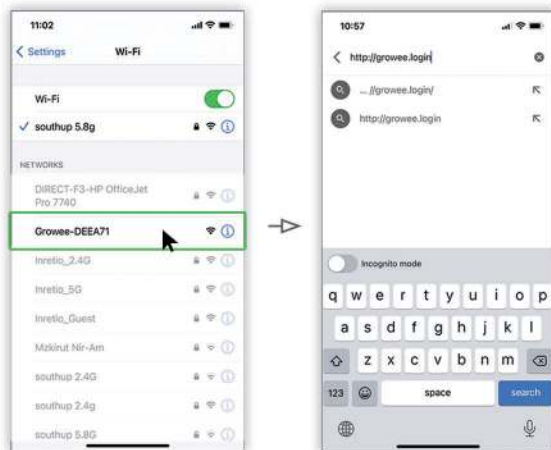 11:02
Settings
Wi-Fi
Wi-Fi
southup 5.8g
NETWORKS
DIRECT-F3-HP OfficeJet
Pro 7740
Growee-DEEA71
Inretio_2.4G
Inretio_5G
Inretio_Guest
Mzkirut Nir-Am
southup 2.4G
southup 2.4g
southup 5.8G
10:57
http://growee.login
... //growee.login/
http://growee.login
Incognito mode
q w e r t y u i o p
a s d f g h j k l
z x c v b n m
123 space search